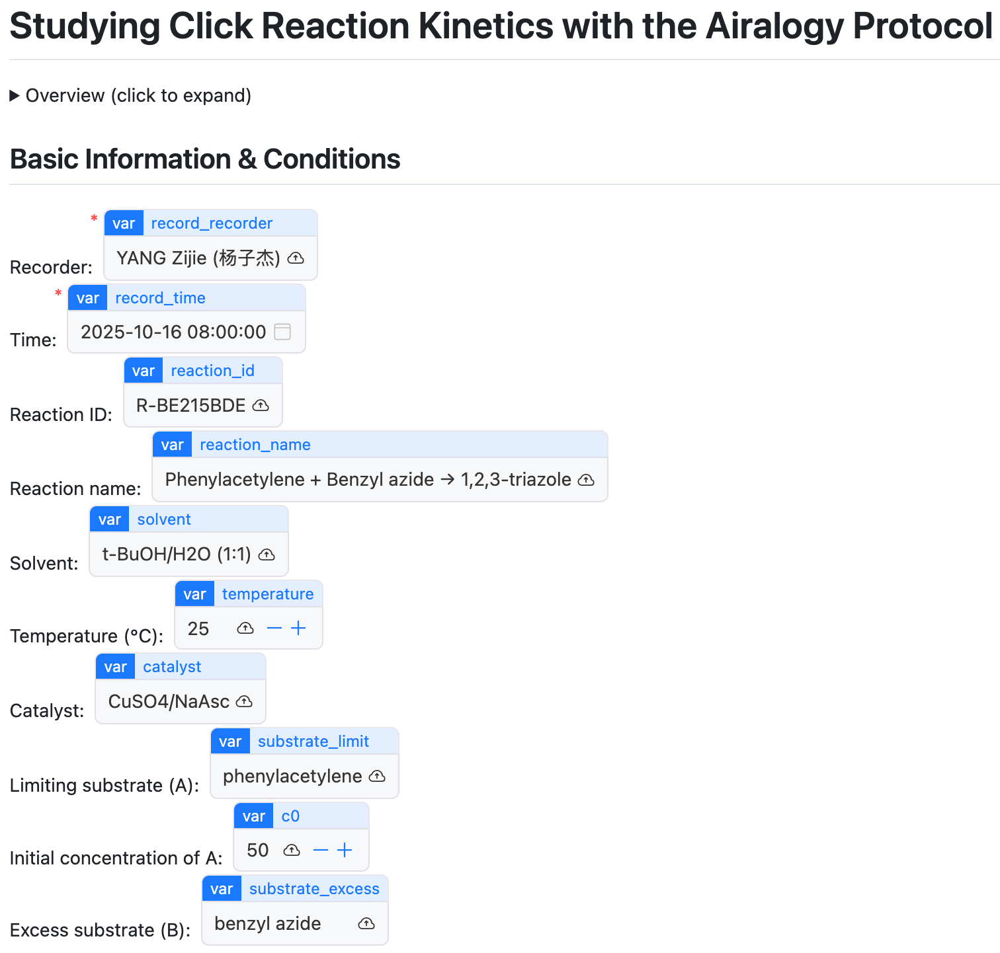 Studying Click Reaction Kinetics with the Airalogy Protocol
Overview (click to expand)
Basic Information & Conditions
* var record_recorder
Recorder: YANG Zijie (杨子杰)
* var record_time
Time: 2025-10-16 08:00:00
var reaction_id
Reaction ID: R-BE215BDE
var reaction_name
Reaction name: Phenylacetylene + Benzyl azide → 1,2,3-triazole
var solvent
Solvent: t-BuOH/H2O (1:1)
var temperature
Temperature (°C): 25
var catalyst
Catalyst: CuSO4/NaAsc
var substrate_limit
Limiting substrate (A): phenylacetylene
var c0
Initial concentration of A: 50
var substrate_excess
Excess substrate (B): benzyl azide